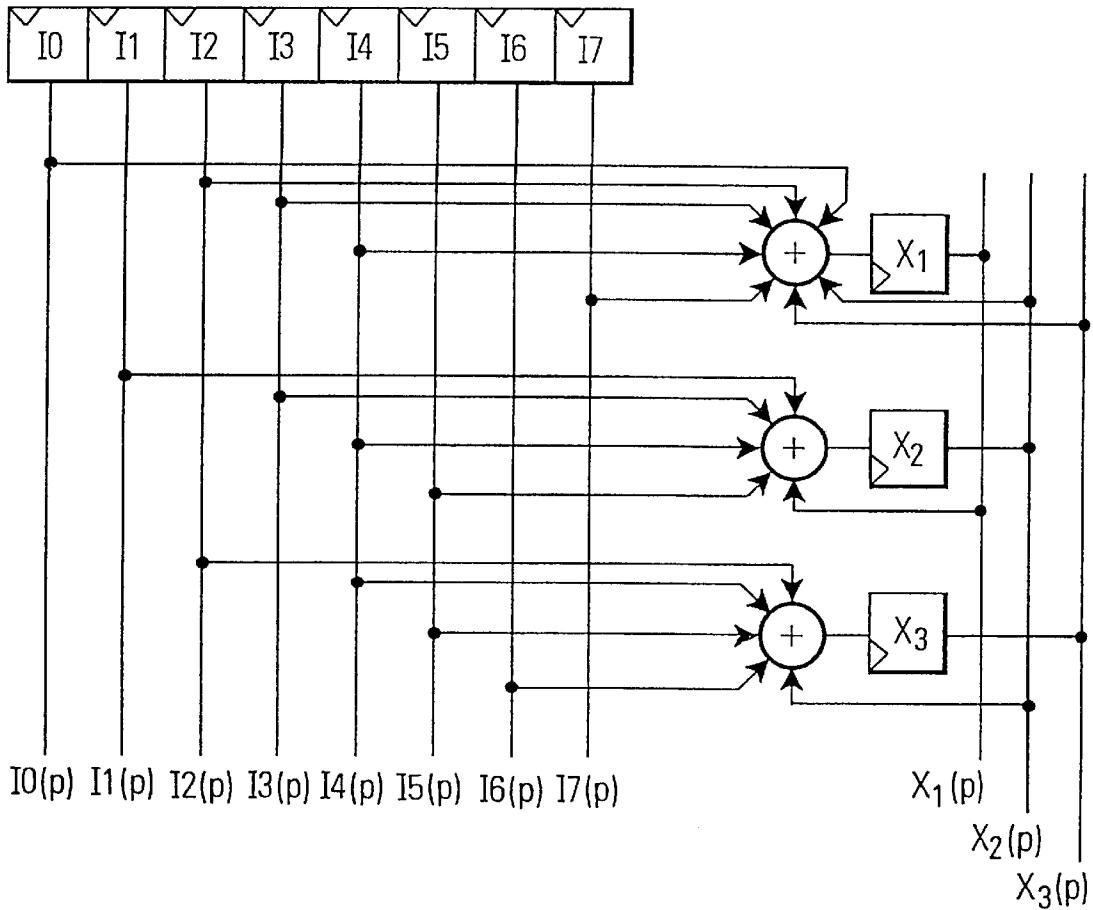 I0 I1 I2 I3 I4 I5 I6 I7
+ X₁
+ X₂
+ X₃
I0(p) I1(p) I2(p) I3(p) I4(p) I5(p) I6(p) I7(p) X₁(p)
X₂(p)
X₃(p)